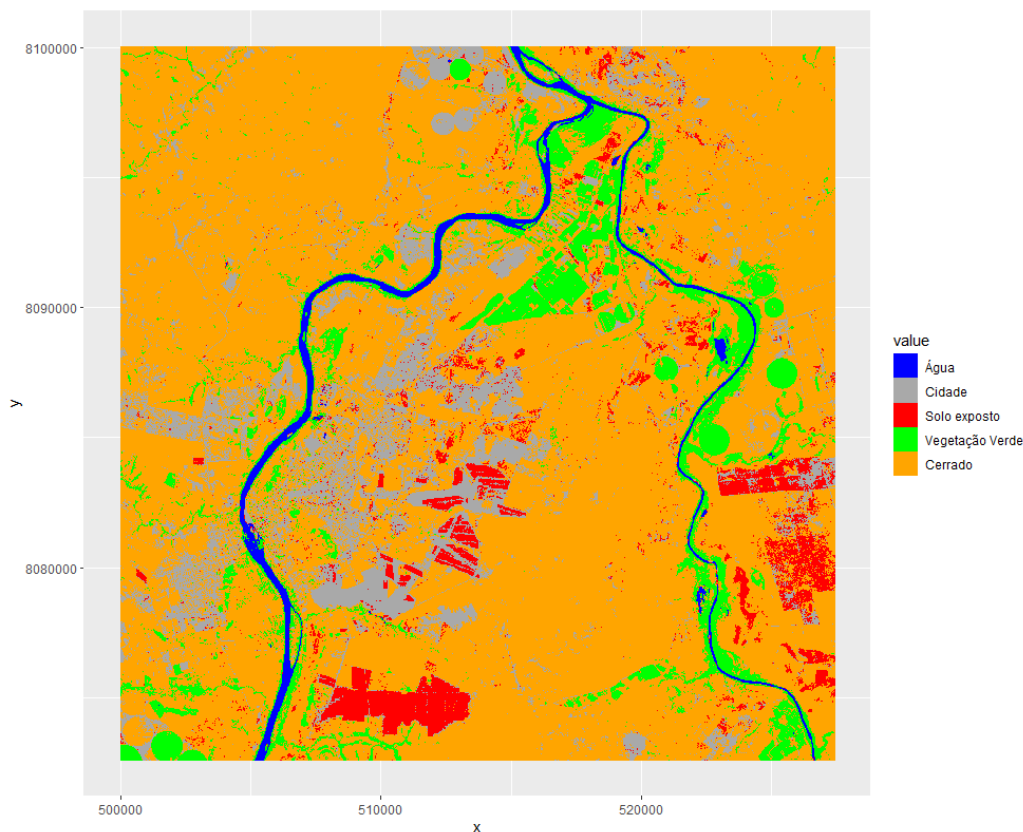 8100000
8090000
8080000
y
500000
510000
520000
x
value
Água
Cidade
Solo exposto
Vegetação Verde
Cerrado